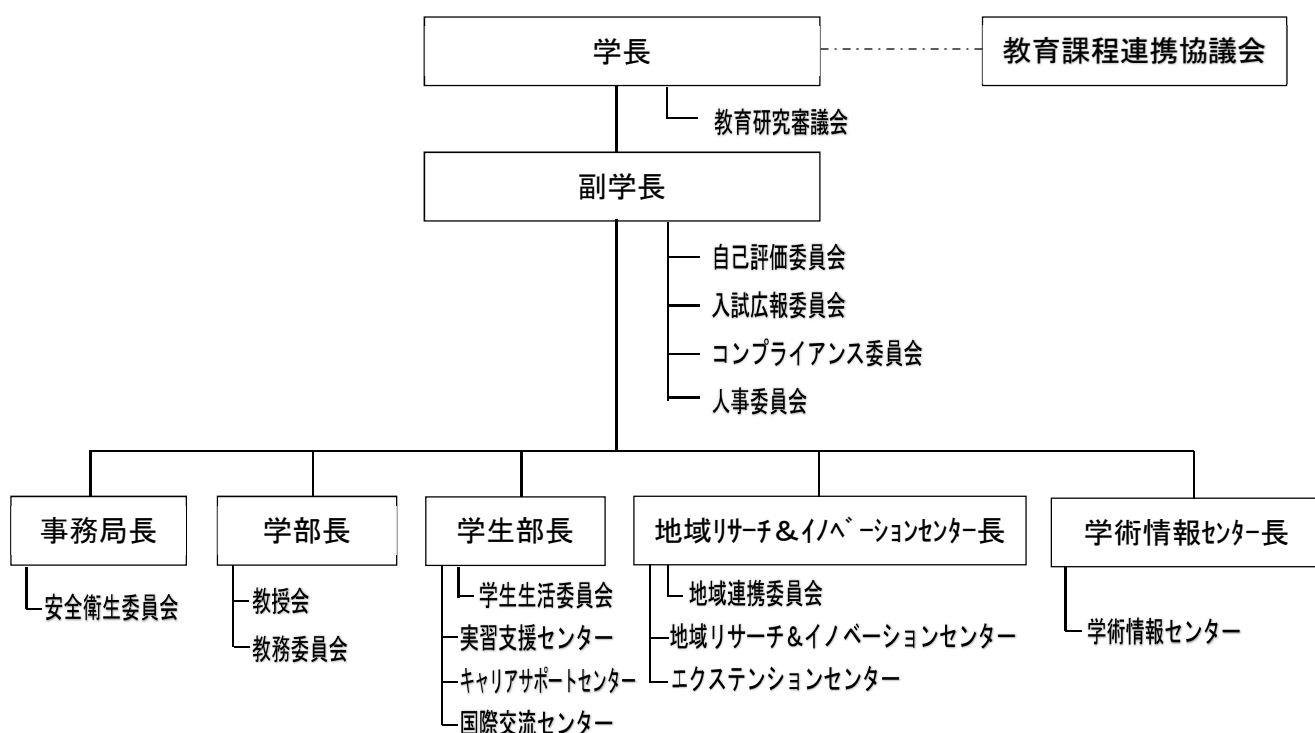 学長
教育課程連携協議会
教育研究審議会
副学長
自己評価委員会
入試広報委員会
コンプライアンス委員会
人事委員会
事務局長
学部長
学生部長
地域ﾘｻｰﾁ＆ｲﾉﾍﾞｰｼｮﾝｾﾝﾀｰ長
学術情報ｾﾝﾀｰ長
安全衛生委員会
教授会
教務委員会
学生生活委員会
実習支援センター
キャリアサポートセンター
国際交流センター
地域連携委員会
地域リサーチ&イノベーションセンター
エクステンションセンター
学術情報センター